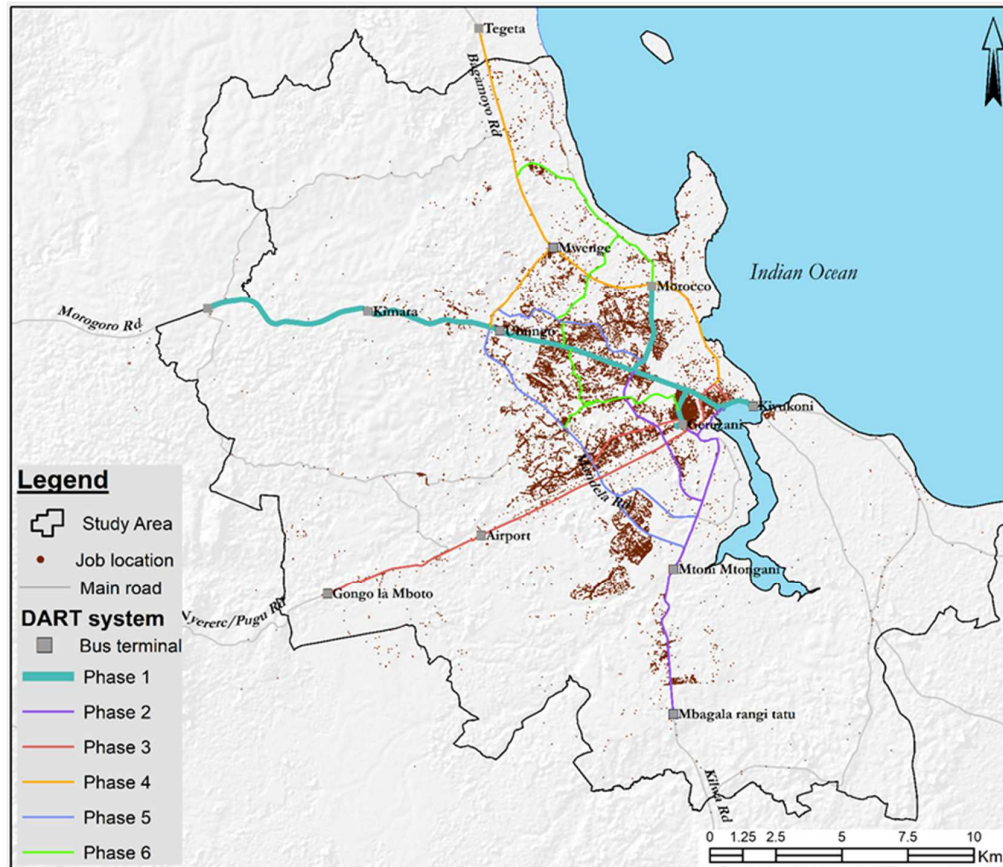 Tegeta
Bagamoyo Rd
Mwenge
Morocco
Indian Ocean
Morogoro Rd
Kimara
Ubungo
Kivukoni
Gerezani
Mandela Rd
Airport
Mtoni Mtongani
Gongo la Mboto
Nyerere/Pugu Rd
Mbagala rangi tatu
Kilwa Rd
Legend
Study Area
Job location
Main road
DART system
Bus terminal
Phase 1
Phase 2
Phase 3
Phase 4
Phase 5
Phase 6
0 1.25 2.5 5 7.5 10
Km